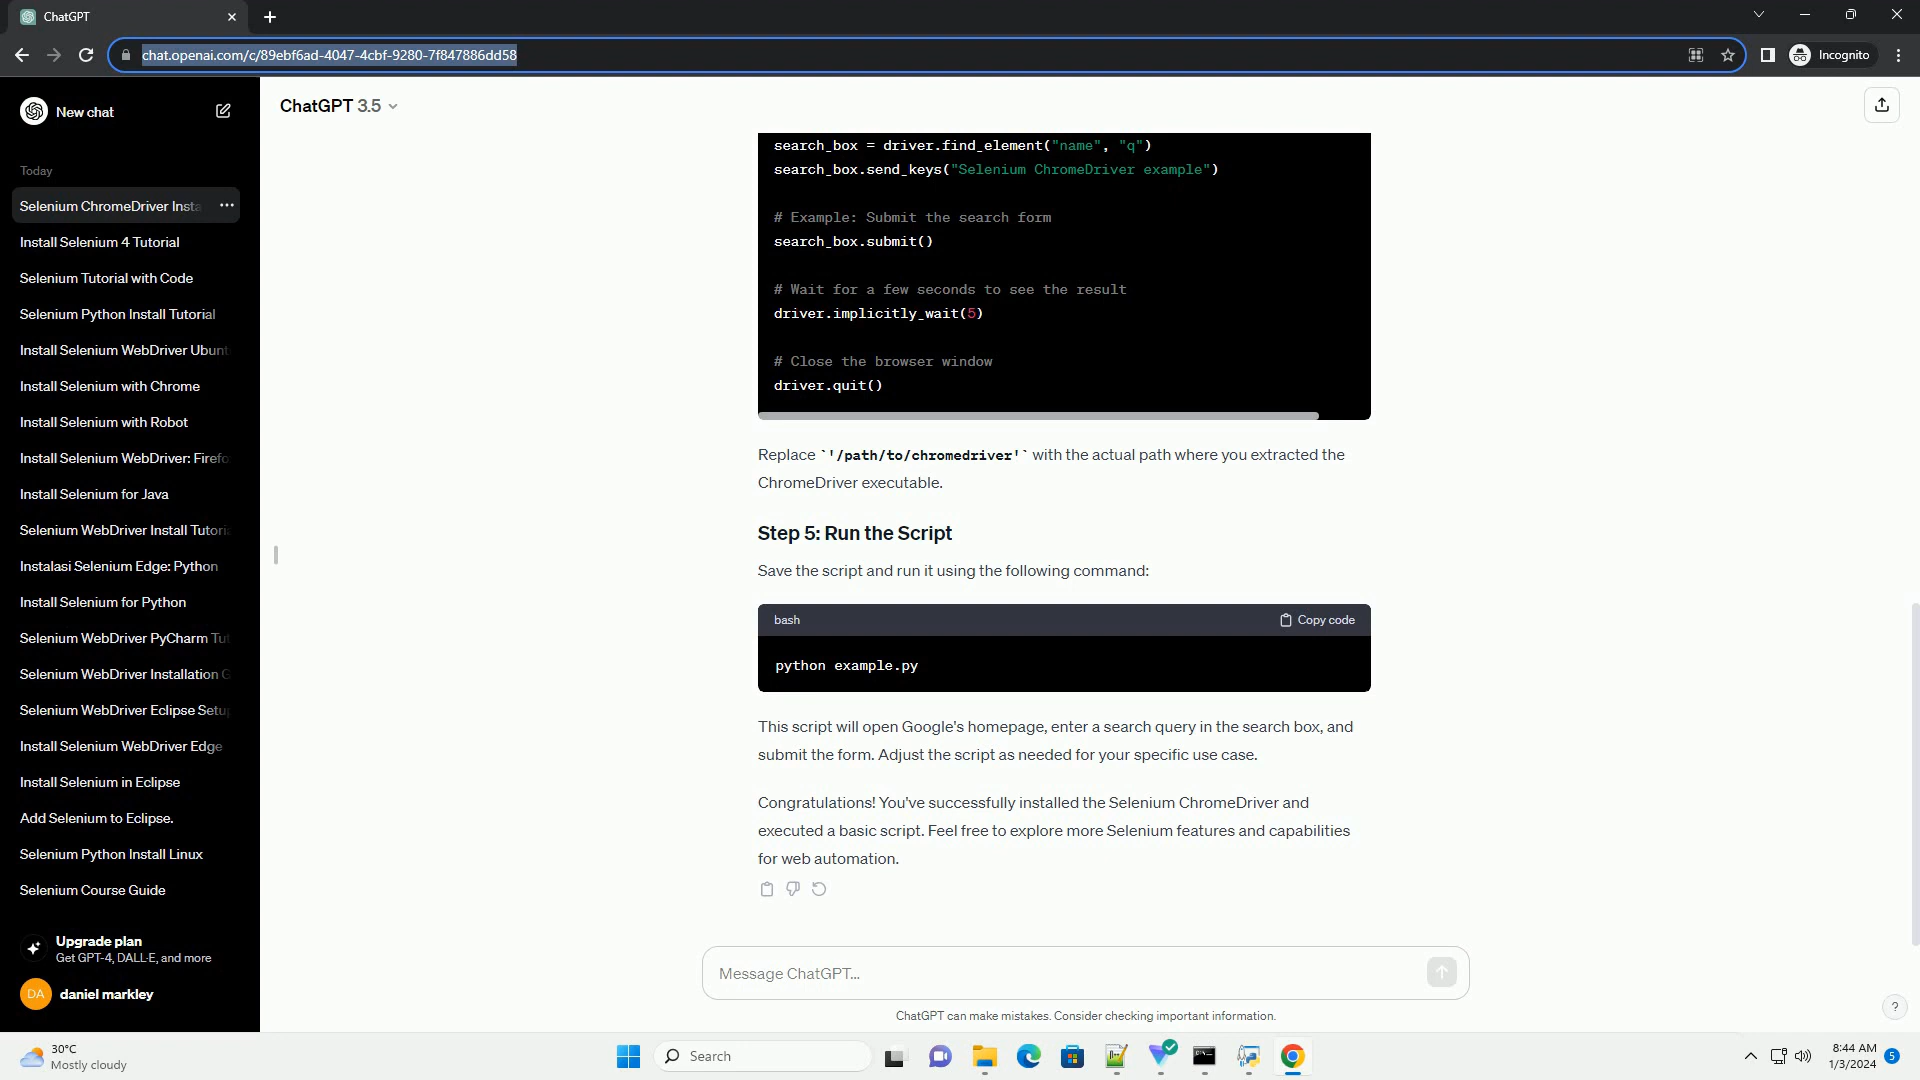 ChatGPT
chat.openai.com/c/89ebf6ad-4047-4cbf-9280-7f847886dd58
Incognito
New chat
Today
Selenium ChromeDriver Insta
Install Selenium 4 Tutorial
Selenium Tutorial with Code
Selenium Python Install Tutorial
Install Selenium WebDriver Ubunt
Install Selenium with Chrome
Install Selenium with Robot
Install Selenium WebDriver: Firefo
Install Selenium for Java
Selenium WebDriver Install Tutoria
Instalasi Selenium Edge: Python
Install Selenium for Python
Selenium WebDriver PyCharm Tut
Selenium WebDriver Installation G
Selenium WebDriver Eclipse Setup
Install Selenium WebDriver Edge
Install Selenium in Eclipse
Add Selenium to Eclipse.
Selenium Python Install Linux
Selenium Course Guide
Upgrade plan
Get GPT-4, DALL·E, and more
DA
daniel markley
ChatGPT 3.5
search_box = driver.find_element("name", "q")
search_box.send_keys("Selenium ChromeDriver example")
# Example: Submit the search form
search_box.submit()
# Wait for a few seconds to see the result
driver.implicitly_wait(5)
# Close the browser window
driver.quit()
Replace `'/path/to/chromedriver'` with the actual path where you extracted the
ChromeDriver executable.
Step 5: Run the Script
Save the script and run it using the following command:
bash
Copy code
python example.py
This script will open Google's homepage, enter a search query in the search box, and
submit the form. Adjust the script as needed for your specific use case.
Congratulations! You've successfully installed the Selenium ChromeDriver and
executed a basic script. Feel free to explore more Selenium features and capabilities
for web automation.
Message ChatGPT...
ChatGPT can make mistakes. Consider checking important information.
?
30°C
Mostly cloudy
Search
8:44 AM
1/3/2024
5